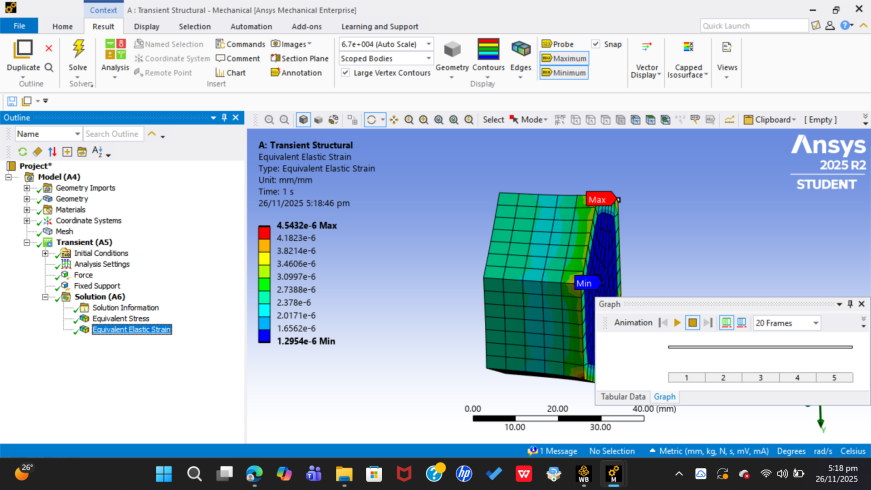 Context
A : Transient Structural - Mechanical [Ansys Mechanical Enterprise]
File
Home
Result
Display
Selection
Automation
Add-ons
Learning and Support
Quick Launch
Duplicate
Outline
Solve
Solver
Analysis
Named Selection
Coordinate System
Remote Point
Commands
Comment
Chart
Images
Section Plane
Annotation
Insert
6.7e+004 (Auto Scale)
Scoped Bodies
Large Vertex Contours
Geometry
Contours
Edges
Display
Probe
Maximum
Minimum
Snap
Vector
Display
Capped
Isosurface
Views
Outline
Name
Search Outline
Select
Mode
Clipboard
[ Empty ]
Project*
Model (A4)
Geometry Imports
Geometry
Materials
Coordinate Systems
Mesh
Transient (A5)
Initial Conditions
Analysis Settings
Force
Fixed Support
Solution (A6)
Solution Information
Equivalent Stress
Equivalent Elastic Strain
A: Transient Structural
Equivalent Elastic Strain
Type: Equivalent Elastic Strain
Unit: mm/mm
Time: 1 s
26/11/2025 5:18:46 pm
4.5432e-6 Max
4.1823e-6
3.8214e-6
3.4606e-6
3.0997e-6
2.7388e-6
2.378e-6
2.0171e-6
1.6562e-6
1.2954e-6 Min
Ansys
2025 R2
STUDENT
Max
Min
Graph
Animation
20 Frames
1 2 3 4 5
Tabular Data
Graph
0.00 20.00 40.00 (mm)
10.00 30.00
Y
1 Message
No Selection
Metric (mm, kg, N, s, mV, mA)
Degrees
rad/s
Celsius
26°
WB
M
5:18 pm
26/11/2025